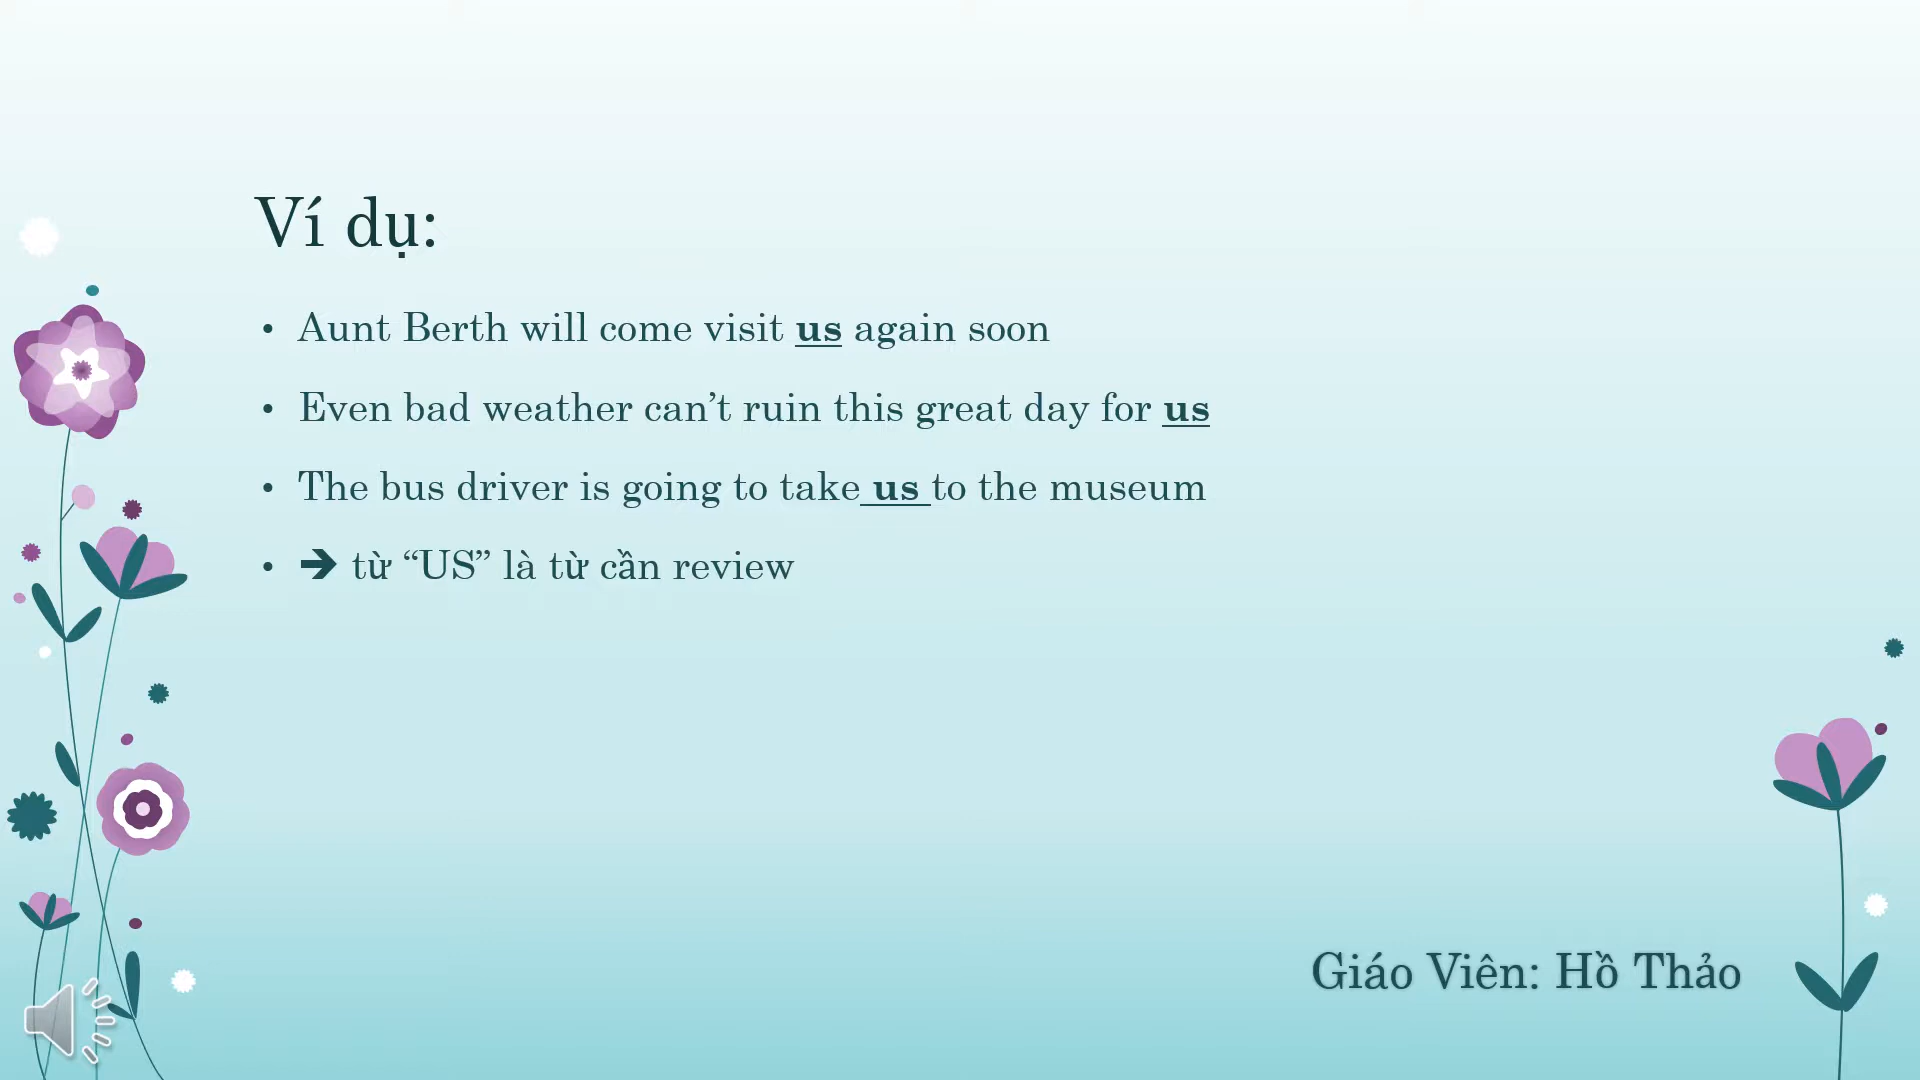 Ví dụ:
• Aunt Berth will come visit us again soon
• Even bad weather can’t ruin this great day for us
• The bus driver is going to take us to the museum
• ➔ từ “US” là từ cần review
Giáo Viên: Hồ Thảo